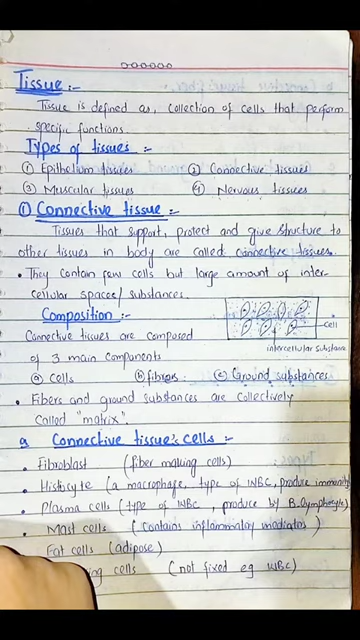 Tissue :-
Tissue is defined as, collection of cells that perform
specific functions.
Types of tissues :-
① Epithelium tissues ② Connective tissues
③ Muscular tissues ④ Nervous tissues
① Connective tissue :-
Tissues that support, protect and give structure to
other tissues in body are called connective tissues.
• They contain few cells but large amount of inter-
cellular spaces/ substances.
Composition :-
Connective tissues are composed
of 3 main components
cell
intercellular substance
ⓐ cells ⓑ fibers ⓒ Ground substances
• Fibers and ground substances are collectively
called "matrix".
a Connective tissue's cells :-
• Fibroblast (fiber making cells)
• Histocyte (a macrophage, type of WBC, produce immunity)
• Plasma cells (type of WBC, produce by B.lymphocyte)
• Mast cells (contains inflammatory mediators)
Fat cells (adipose)
cells (not fixed eg WBC)